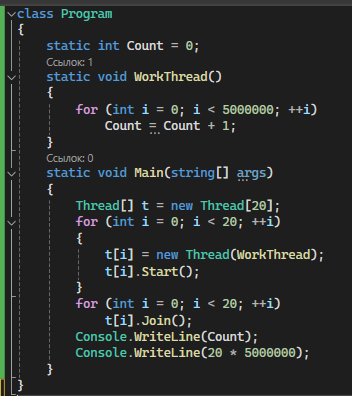 class Program
{
static int Count = 0;
Ссылок: 1
static void WorkThread()
{
for (int i = 0; i < 5000000; ++i)
Count = Count + 1;
}
Ссылок: 0
static void Main(string[] args)
{
Thread[] t = new Thread[20];
for (int i = 0; i < 20; ++i)
{
t[i] = new Thread(WorkThread);
t[i].Start();
}
for (int i = 0; i < 20; ++i)
t[i].Join();
Console.WriteLine(Count);
Console.WriteLine(20 * 5000000);
}
}